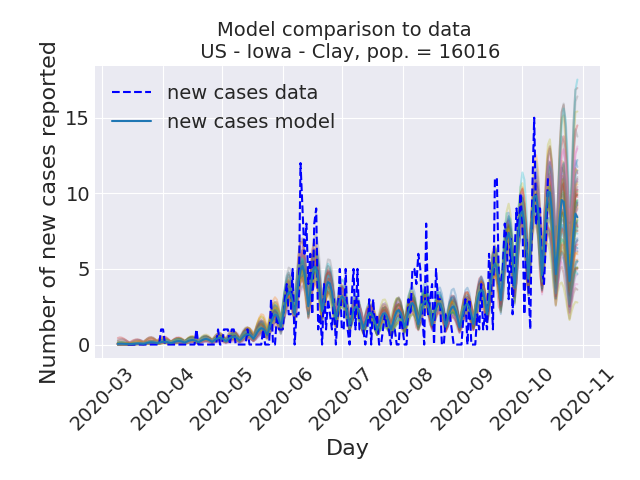 Model comparison to data
US - Iowa - Clay, pop. = 16016
new cases data
new cases model
Number of new cases reported
15
10
5
0
2020-03
2020-04
2020-05
2020-06
2020-07
2020-08
2020-09
2020-10
2020-11
Day